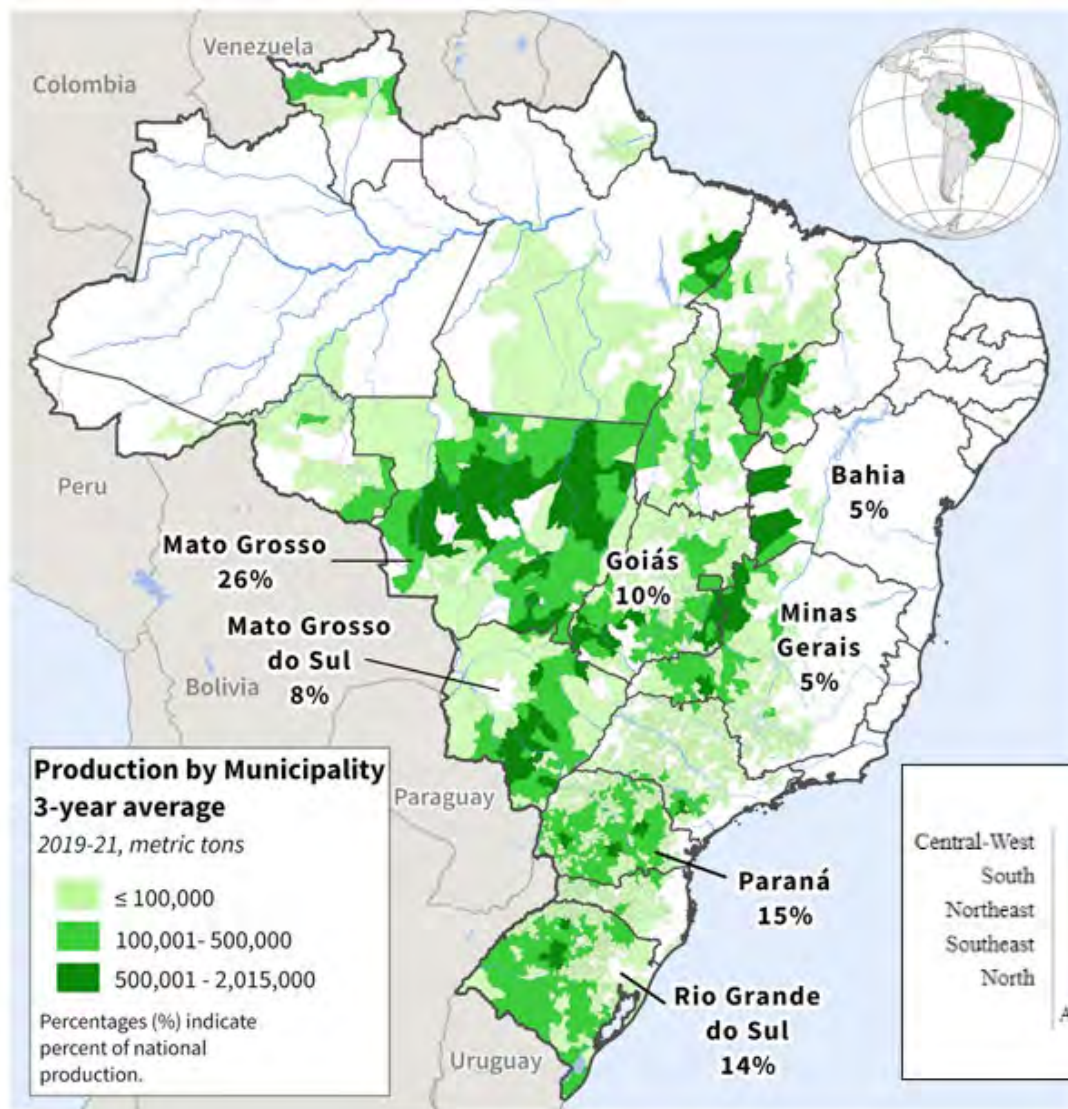 Venezuela
Colombia
Peru
Bahia
5%
Mato Grosso
26%
Goiás
10%
Mato Grosso
do Sul
8%
Minas
Gerais
5%
Bolivia
Production by Municipality
3-year average
2019-21, metric tons
≤ 100,000
100,001- 500,000
500,001 - 2,015,000
Percentages (%) indicate
percent of national
production.
Paraguay
Paraná
15%
Rio Grande
do Sul
14%
Uruguay
Central-West
South
Northeast
Southeast
North
A